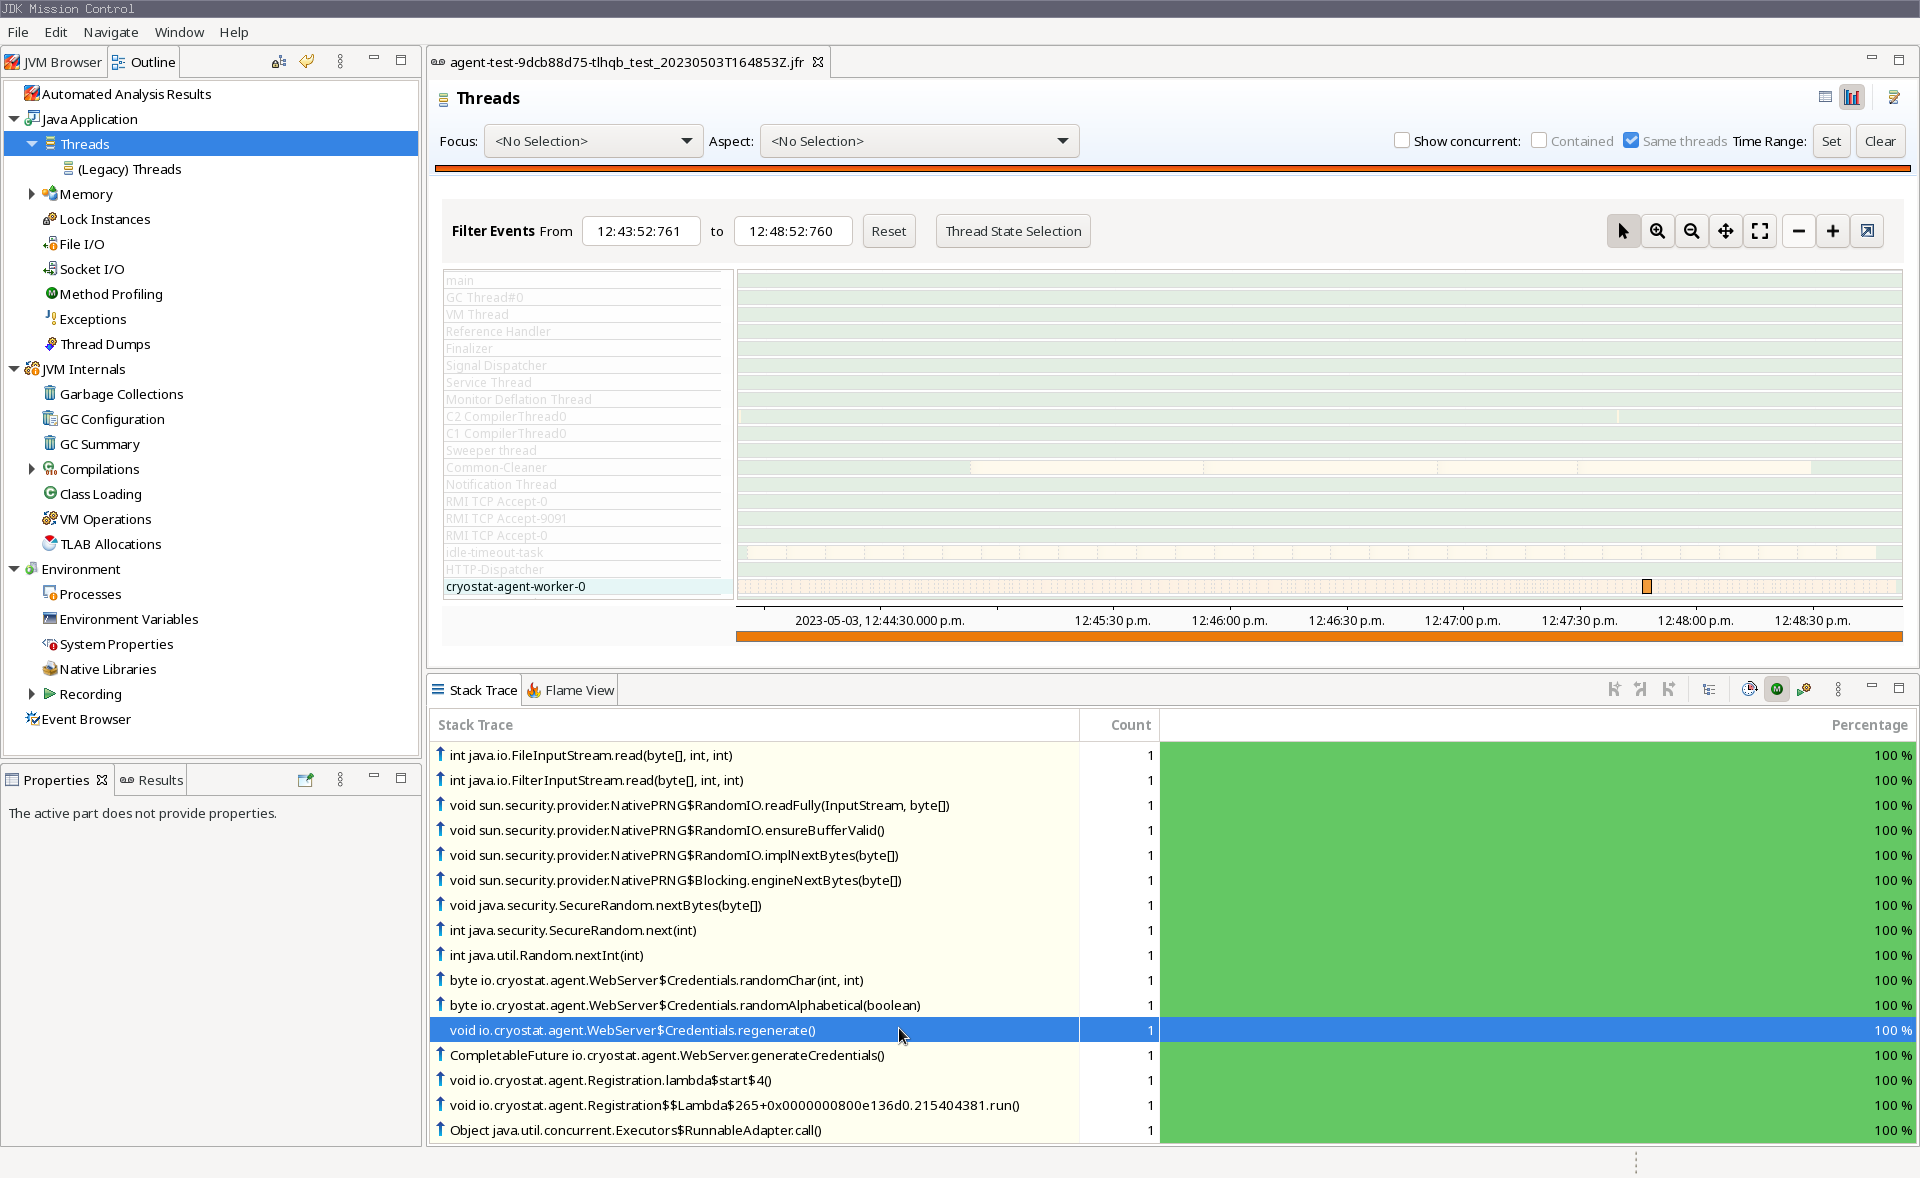 JDK Mission Control
File Edit Navigate Window Help
JVM Browser Outline
Automated Analysis Results
Java Application
Threads
(Legacy) Threads
Memory
Lock Instances
File I/O
Socket I/O
Method Profiling
Exceptions
Thread Dumps
JVM Internals
Garbage Collections
GC Configuration
GC Summary
Compilations
Class Loading
VM Operations
TLAB Allocations
Environment
Processes
Environment Variables
System Properties
Native Libraries
Recording
Event Browser
Properties Results
The active part does not provide properties.
agent-test-9dcb88d75-tlhqb_test_20230503T164853Z.jfr
Threads
Focus: <No Selection> Aspect: <No Selection> Show concurrent: Contained Same threads Time Range: Set Clear
Filter Events From 12:43:52:761 to 12:48:52:760 Reset Thread State Selection
main
GC Thread#0
VM Thread
Reference Handler
Finalizer
Signal Dispatcher
Service Thread
Monitor Deflation Thread
C2 CompilerThread0
C1 CompilerThread0
Sweeper thread
Common-Cleaner
Notification Thread
RMI TCP Accept-0
RMI TCP Accept-9091
RMI TCP Accept-0
idle-timeout-task
HTTP-Dispatcher
cryostat-agent-worker-0
2023-05-03, 12:44:30.000 p.m. 12:45:30 p.m. 12:46:00 p.m. 12:46:30 p.m. 12:47:00 p.m. 12:47:30 p.m. 12:48:00 p.m. 12:48:30 p.m.
Stack Trace Flame View
Stack Trace Count Percentage
int java.io.FileInputStream.read(byte[], int, int) 1 100 %
int java.io.FilterInputStream.read(byte[], int, int) 1 100 %
void sun.security.provider.NativePRNG$RandomIO.readFully(InputStream, byte[]) 1 100 %
void sun.security.provider.NativePRNG$RandomIO.ensureBufferValid() 1 100 %
void sun.security.provider.NativePRNG$RandomIO.implNextBytes(byte[]) 1 100 %
void sun.security.provider.NativePRNG$Blocking.engineNextBytes(byte[]) 1 100 %
void java.security.SecureRandom.nextBytes(byte[]) 1 100 %
int java.security.SecureRandom.next(int) 1 100 %
int java.util.Random.nextInt(int) 1 100 %
byte io.cryostat.agent.WebServer$Credentials.randomChar(int, int) 1 100 %
byte io.cryostat.agent.WebServer$Credentials.randomAlphabetical(boolean) 1 100 %
void io.cryostat.agent.WebServer$Credentials.regenerate() 1 100 %
CompletableFuture io.cryostat.agent.WebServer.generateCredentials() 1 100 %
void io.cryostat.agent.Registration.lambda$start$4() 1 100 %
void io.cryostat.agent.Registration$$Lambda$265+0x0000000800e136d0.215404381.run() 1 100 %
Object java.util.concurrent.Executors$RunnableAdapter.call() 1 100 %